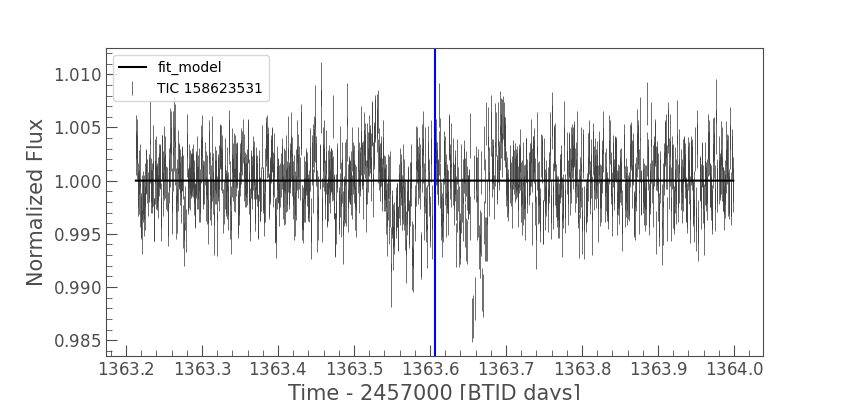 fit_model
TIC 158623531
1.010
1.005
1.000
0.995
0.990
0.985
Normalized Flux
1363.2 1363.3 1363.4 1363.5 1363.6 1363.7 1363.8 1363.9 1364.0
Time - 2457000 [BTJD days]